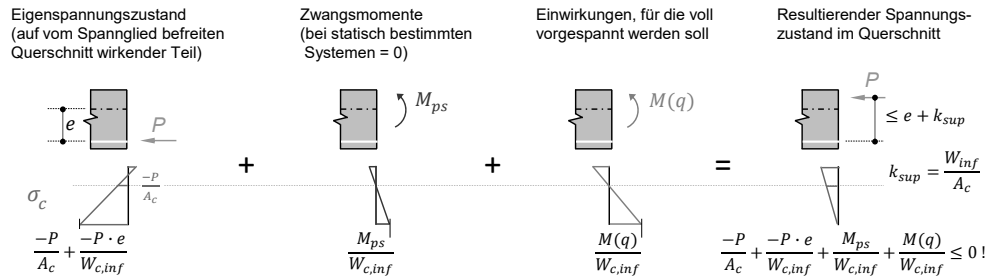 Eigenspannungszustand
(auf vom Spannglied befreiten
Querschnitt wirkender Teil)
Zwangsmomente
(bei statisch bestimmten
Systemen = 0)
Einwirkungen, für die voll
vorgespannt werden soll
Resultierender Spannungs-
zustand im Querschnitt
e
P
M_ps
M(q)
P
≤ e + k_sup
+
+
=
k_sup = W_inf / A_c
σ_c
-P / A_c
-P / A_c + -P · e / W_c,inf
M_ps / W_c,inf
M(q) / W_c,inf
-P / A_c + -P · e / W_c,inf + M_ps / W_c,inf + M(q) / W_c,inf ≤ 0 !